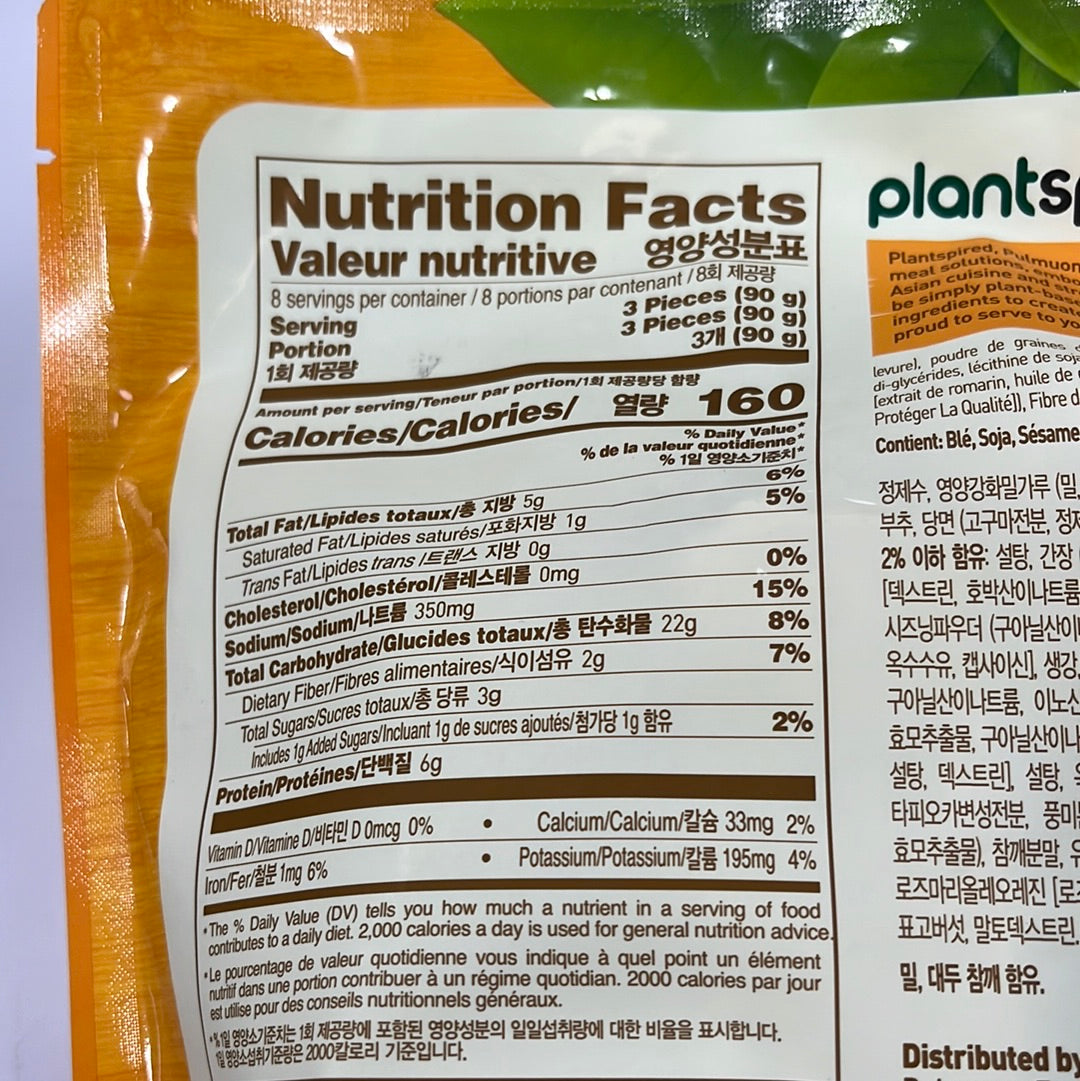 Nutrition Facts
Valeur nutritive 영양성분표
8 servings per container / 8 portions par contenant / 8회 제공량
Serving 3 Pieces (90 g)
Portion 3 Pieces (90 g)
1회 제공량 3개 (90 g)
Amount per serving/Teneur par portion/1회 제공량당 함량
Calories/Calories/ 열량 160
% Daily Value*
% de la valeur quotidienne*
% 1일 영양소기준치*
Total Fat/Lipides totaux/총 지방 5g 6%
Saturated Fat/Lipides saturés/포화지방 1g 5%
Trans Fat/Lipides trans /트랜스 지방 0g
Cholesterol/Cholestérol/콜레스테롤 0mg 0%
Sodium/Sodium/나트륨 350mg 15%
Total Carbohydrate/Glucides totaux/총 탄수화물 22g 8%
Dietary Fiber/Fibres alimentaires/식이섬유 2g 7%
Total Sugars/Sucres totaux/총 당류 3g
Includes 1g Added Sugars/Incluant 1g de sucres ajoutés/첨가당 1g 함유 2%
Protein/Protéines/단백질 6g
Vitamin D/Vitamine D/비타민 D 0mcg 0% • Calcium/Calcium/칼슘 33mg 2%
Iron/Fer/철분 1mg 6% • Potassium/Potassium/칼륨 195mg 4%
*The % Daily Value (DV) tells you how much a nutrient in a serving of food
contributes to a daily diet. 2,000 calories a day is used for general nutrition advice.
*Le pourcentage de valeur quotidienne vous indique à quel point un élément
nutritif dans une portion contribuer à un régime quotidian. 2000 calories par jour
est utilise pour des conseils nutritionnels généraux.
*% 1일 영양소기준치는 1회 제공량에 포함된 영양성분의 일일섭취량에 대한 비율을 표시합니다.
1일 영양소섭취기준량은 2000칼로리 기준입니다.
plantsp
Plantspired, Pulmuon
meal solutions, embo
Asian cuisine and
be simply plant-base
ingredients to create
proud to serve to yo
levure), poudre de graines
di-glycérides, lécithine de soja
[extrait de romarin, huile de
Protéger La Qualité]), Fibre d
Contient: Blé, Soja, Sésame
정제수, 영양강화밀가루 (밀,
부추, 당면 (고구마전분, 정제
2% 이하 함유: 설탕, 간장
[덱스트린, 호박산이나트륨
시즈닝파우더 (구아닐산이
옥수수유, 캡사이신], 생강,
구아닐산이나트륨, 이노신
효모추출물, 구아닐산이나
설탕, 덱스트린], 설탕,
타피오카변성전분, 풍미
효모추출물), 참깨분말,
로즈마리올레오레진 [로즈
표고버섯, 말토덱스트린,
밀, 대두 참깨 함유.
Distributed by